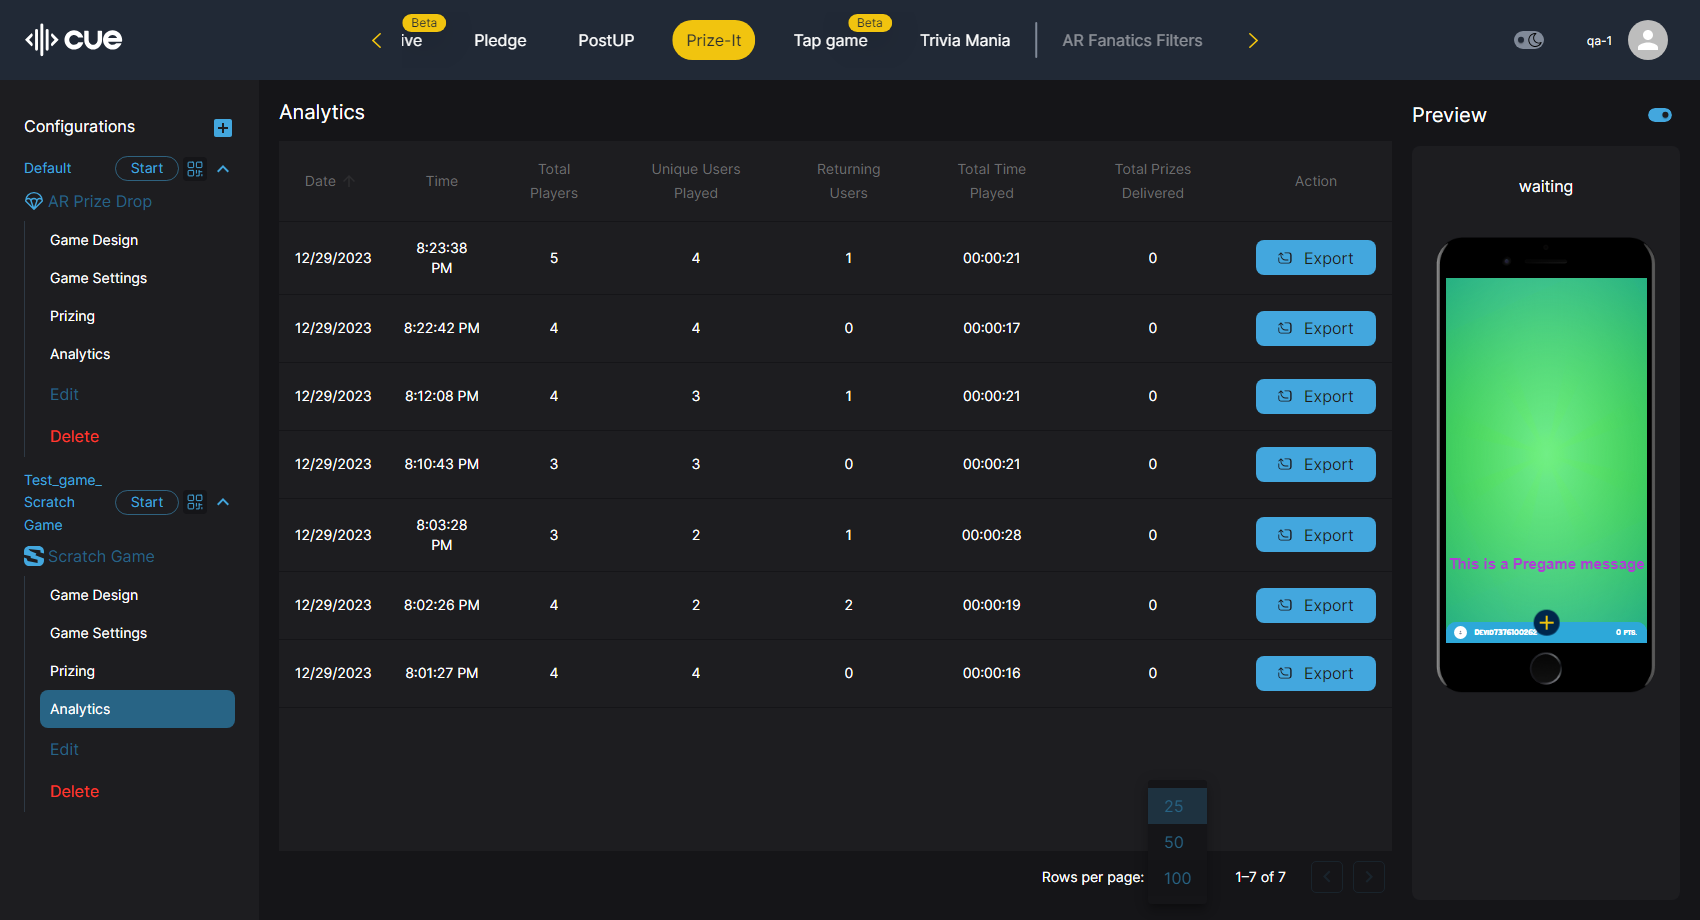 cue
Beta
ive
Pledge
PostUP
Prize-It
Beta
Tap game
Trivia Mania
AR Fanatics Filters
qa-1
Configurations
Default
Start
AR Prize Drop
Game Design
Game Settings
Prizing
Analytics
Edit
Delete
Test_game_
Scratch
Game
Start
Scratch Game
Game Design
Game Settings
Prizing
Analytics
Edit
Delete
Analytics
Date Time Total Players Unique Users Played Returning Users Total Time Played Total Prizes Delivered Action
12/29/2023 8:23:38 PM 5 4 1 00:00:21 0 Export
12/29/2023 8:22:42 PM 4 4 0 00:00:17 0 Export
12/29/2023 8:12:08 PM 4 3 1 00:00:21 0 Export
12/29/2023 8:10:43 PM 3 3 0 00:00:21 0 Export
12/29/2023 8:03:28 PM 3 2 1 00:00:28 0 Export
12/29/2023 8:02:26 PM 4 2 2 00:00:19 0 Export
12/29/2023 8:01:27 PM 4 4 0 00:00:16 0 Export
25
50
100
Rows per page:
1–7 of 7
Preview
waiting
This is a Pregame message
0 PTS.